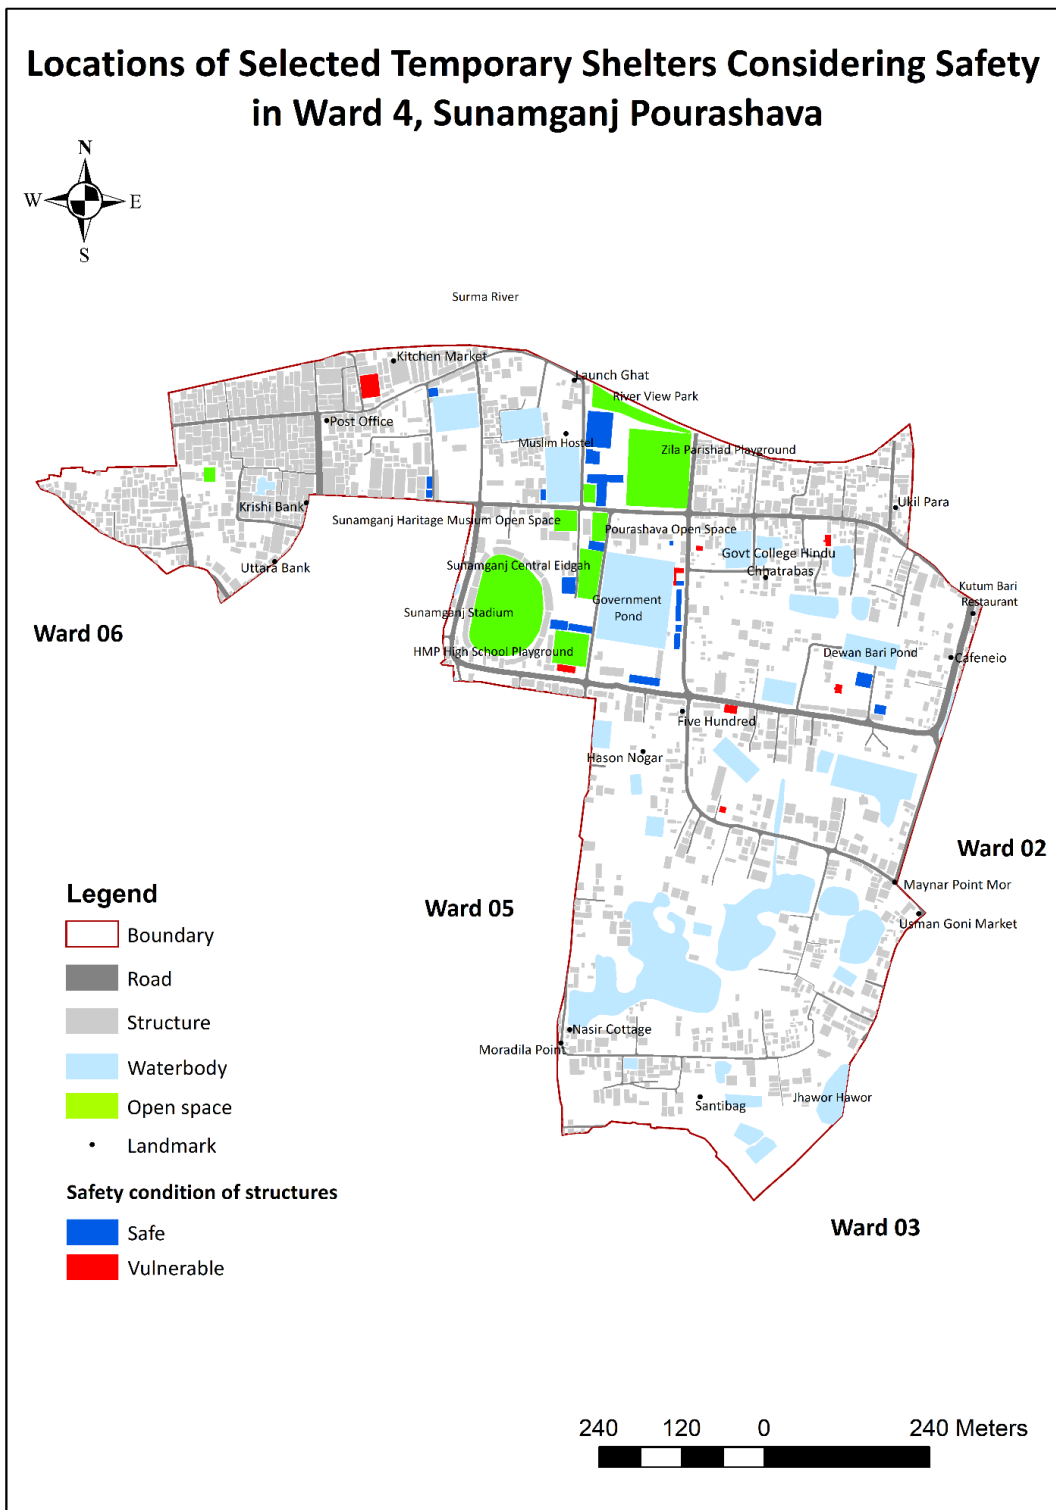 Locations of Selected Temporary Shelters Considering Safety
in Ward 4, Sunamganj Pourashava
N
W
E
S
Surma River
Kitchen Market
Launch Ghat
River View Park
Post Office
Muslim Hostel
Zila Parishad Playground
Krishi Bank
Ukil Para
Sunamganj Haritage Musium Open Space
Pourashava Open Space
Govt College Hindu
Chhatrabas
Uttara Bank
Sunamganj Central Eidgah
Kutum Bari
Restaurant
Government
Pond
Sunamganj Stadium
Ward 06
HMP High School Playground
Dewan Bari Pond
Cafeneio
Five Hundred
Hason Nogar
Ward 02
Maynar Point Mor
Ward 05
Usman Goni Market
Nasir Cottage
Moradila Point
Santibag
Jhawor Hawor
Ward 03
Legend
Boundary
Road
Structure
Waterbody
Open space
Landmark
Safety condition of structures
Safe
Vulnerable
240 120 0 240 Meters